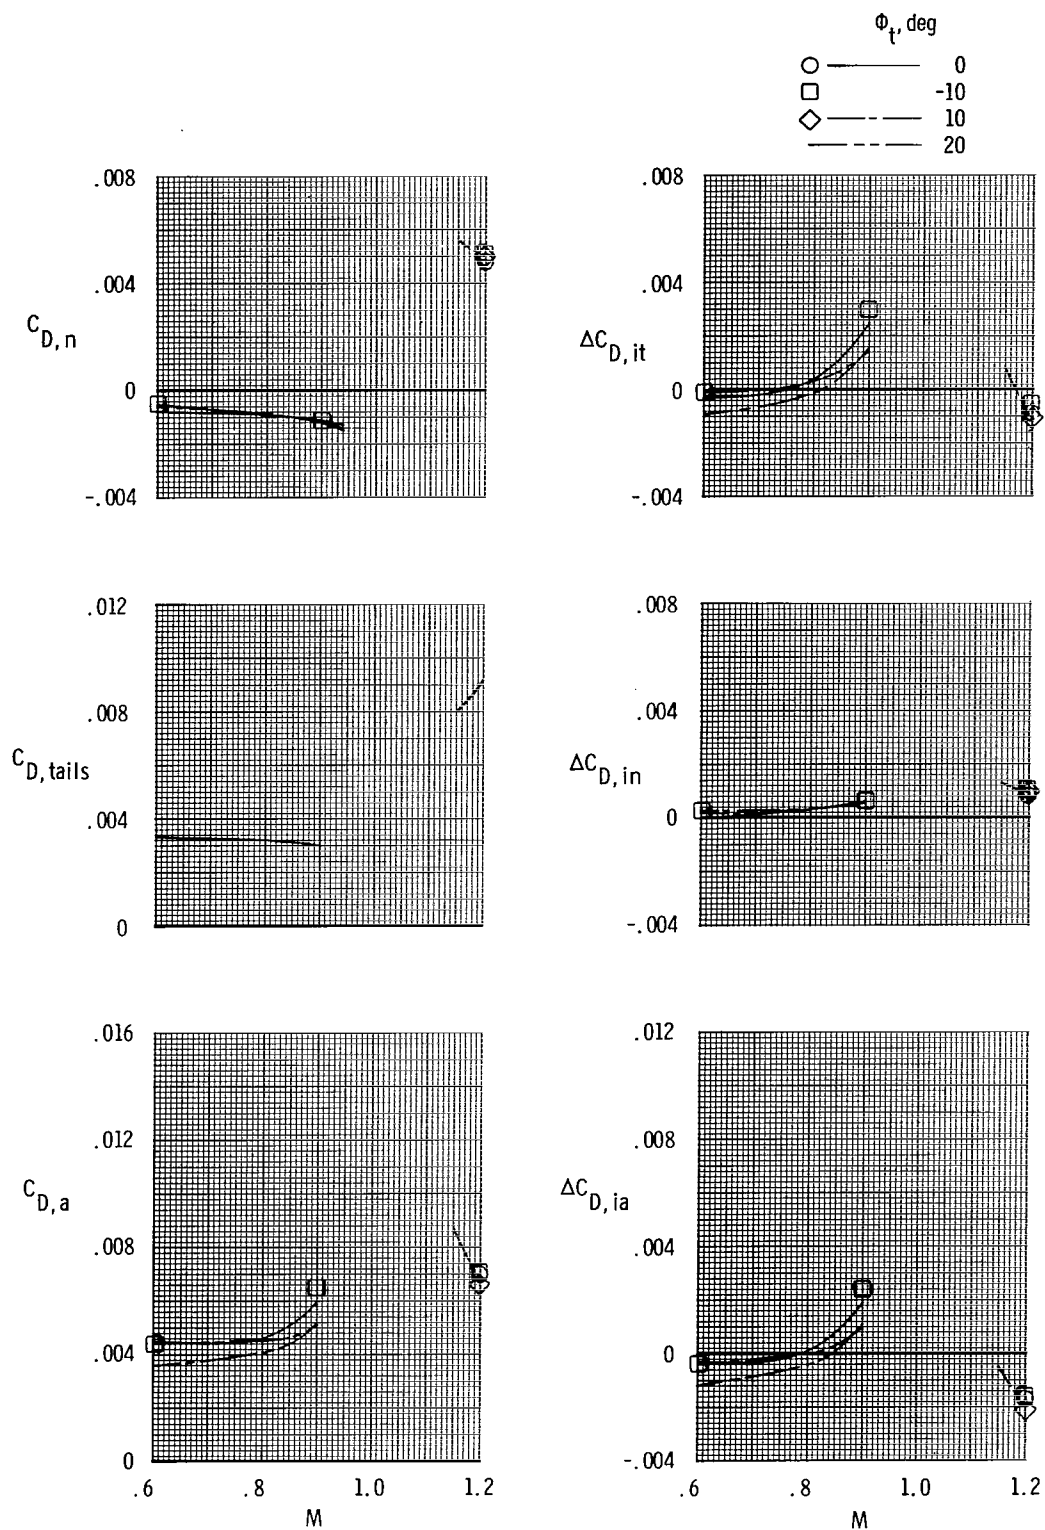 Φt, deg
0
-10
10
20
.008
.004
0
-.004
CD, n
.008
.004
0
-.004
ΔCD, it
.012
.008
.004
0
CD, tails
.008
.004
0
-.004
ΔCD, in
.016
.012
.008
.004
0
CD, a
.6 .8 1.0 1.2
M
.012
.008
.004
0
-.004
ΔCD, ia
.6 .8 1.0 1.2
M